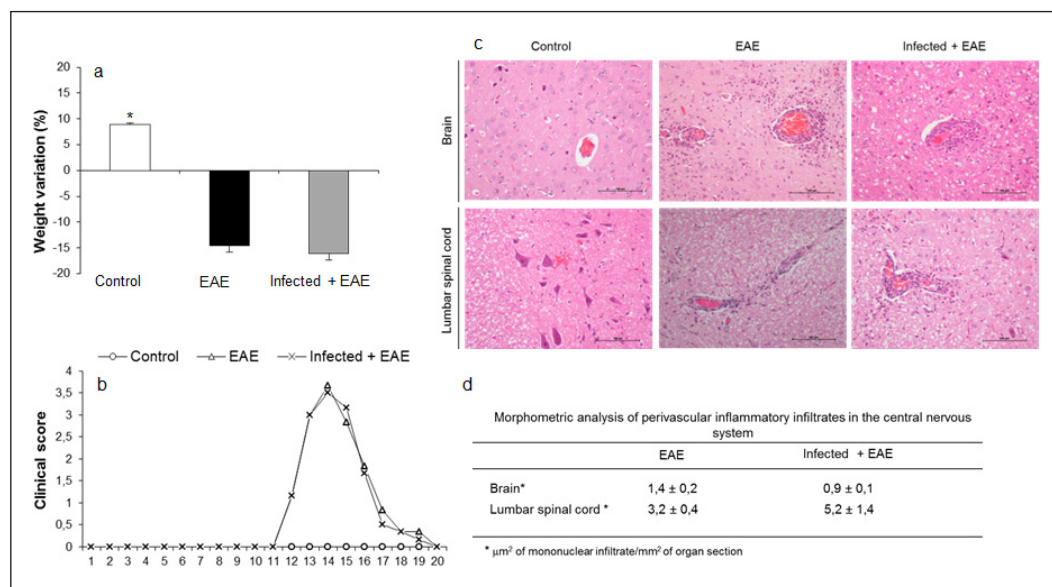 a
Weight variation (%)
20
15
10
5
0
-5
-10
-15
-20
*
Control EAE Infected + EAE
Control EAE Infected + EAE
b
Clinical score
4
3,5
3
2,5
2
1,5
1
0,5
0
1 2 3 4 5 6 7 8 9 10 11 12 13 14 15 16 17 18 19 20
c
Control EAE Infected + EAE
Brain
Lumbar spinal cord
d
Morphometric analysis of perivascular inflammatory infiltrates in the central nervous
system
EAE Infected + EAE
Brain* 1,4 ± 0,2 0,9 ± 0,1
Lumbar spinal cord * 3,2 ± 0,4 5,2 ± 1,4
* μm² of mononuclear infiltrate/mm² of organ section